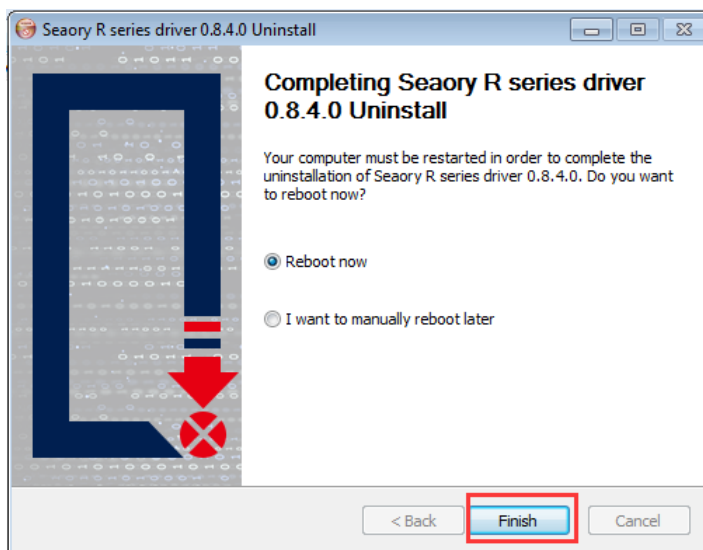 Seaory R series driver 0.8.4.0 Uninstall
Completing Seaory R series driver
0.8.4.0 Uninstall
Your computer must be restarted in order to complete the
uninstallation of Seaory R series driver 0.8.4.0. Do you want
to reboot now?
Reboot now
I want to manually reboot later
< Back
Finish
Cancel